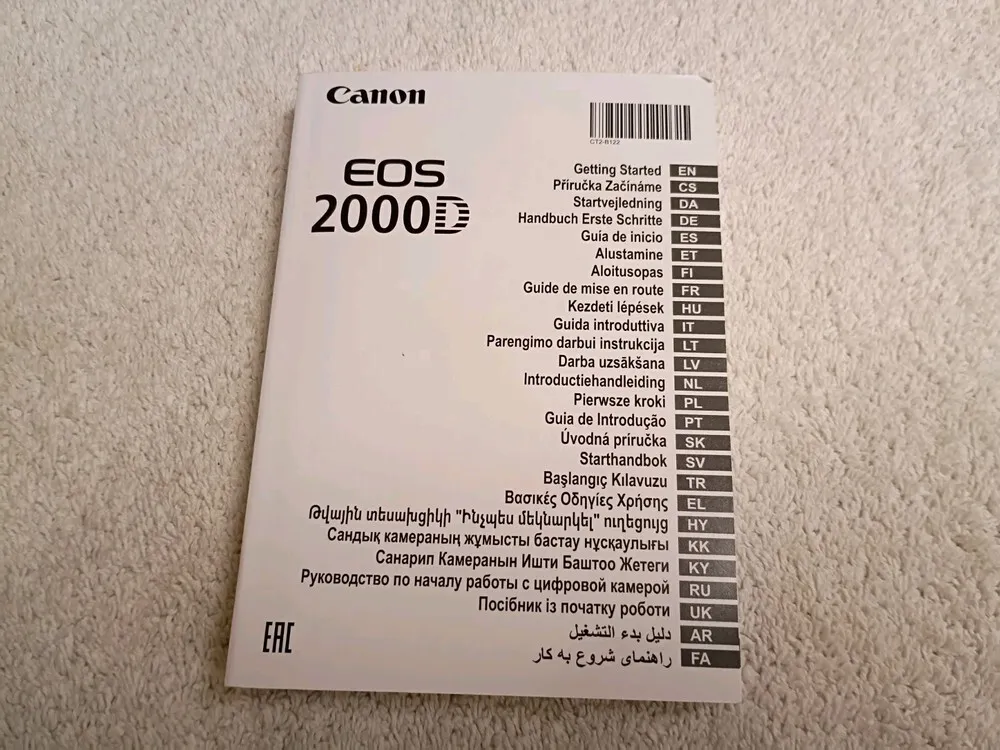 Canon
CT2-B122
EOS
2000D
Getting Started EN
Příručka Začínáme CS
Startvejledning DA
Handbuch Erste Schritte DE
Guía de inicio ES
Alustamine ET
Aloitusopas FI
Guide de mise en route FR
Kezdeti lépések HU
Guida introduttiva IT
Parengimo darbui instrukcija LT
Darba uzsākšana LV
Introductiehandleiding NL
Pierwsze kroki PL
Guia de Introdução PT
Úvodná príručka SK
Starthandbok SV
Başlangıç Kılavuzu TR
Βασικές Οδηγίες Χρήσης EL
Թվային տեսախցիկի "Ինչպես մեկնարկել" ուղեցույց HY
Сандық камераның жұмысты бастау нұсқаулығы KK
Санарип Камеранын Ишти Баштоо Жетеги KY
Руководство по началу работы с цифровой камерой RU
Посібник із початку роботи UK
دليل بدء التشغيل AR
راهنمای شروع به کار FA
EAC